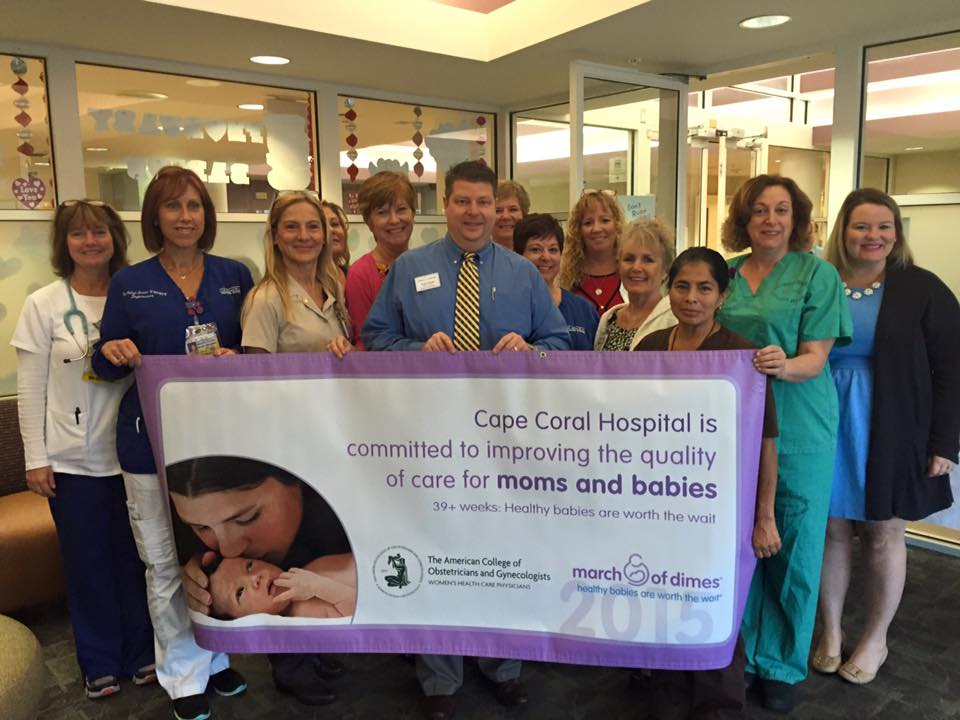 Love
You
Cape Coral Hospital is
committed to improving the quality
of care for moms and babies
39+ weeks: Healthy babies are worth the wait
The American College of
Obstetricians and Gynecologists
WOMEN'S HEALTH CARE PHYSICIANS
march of dimes®
healthy babies are worth the wait®
2015